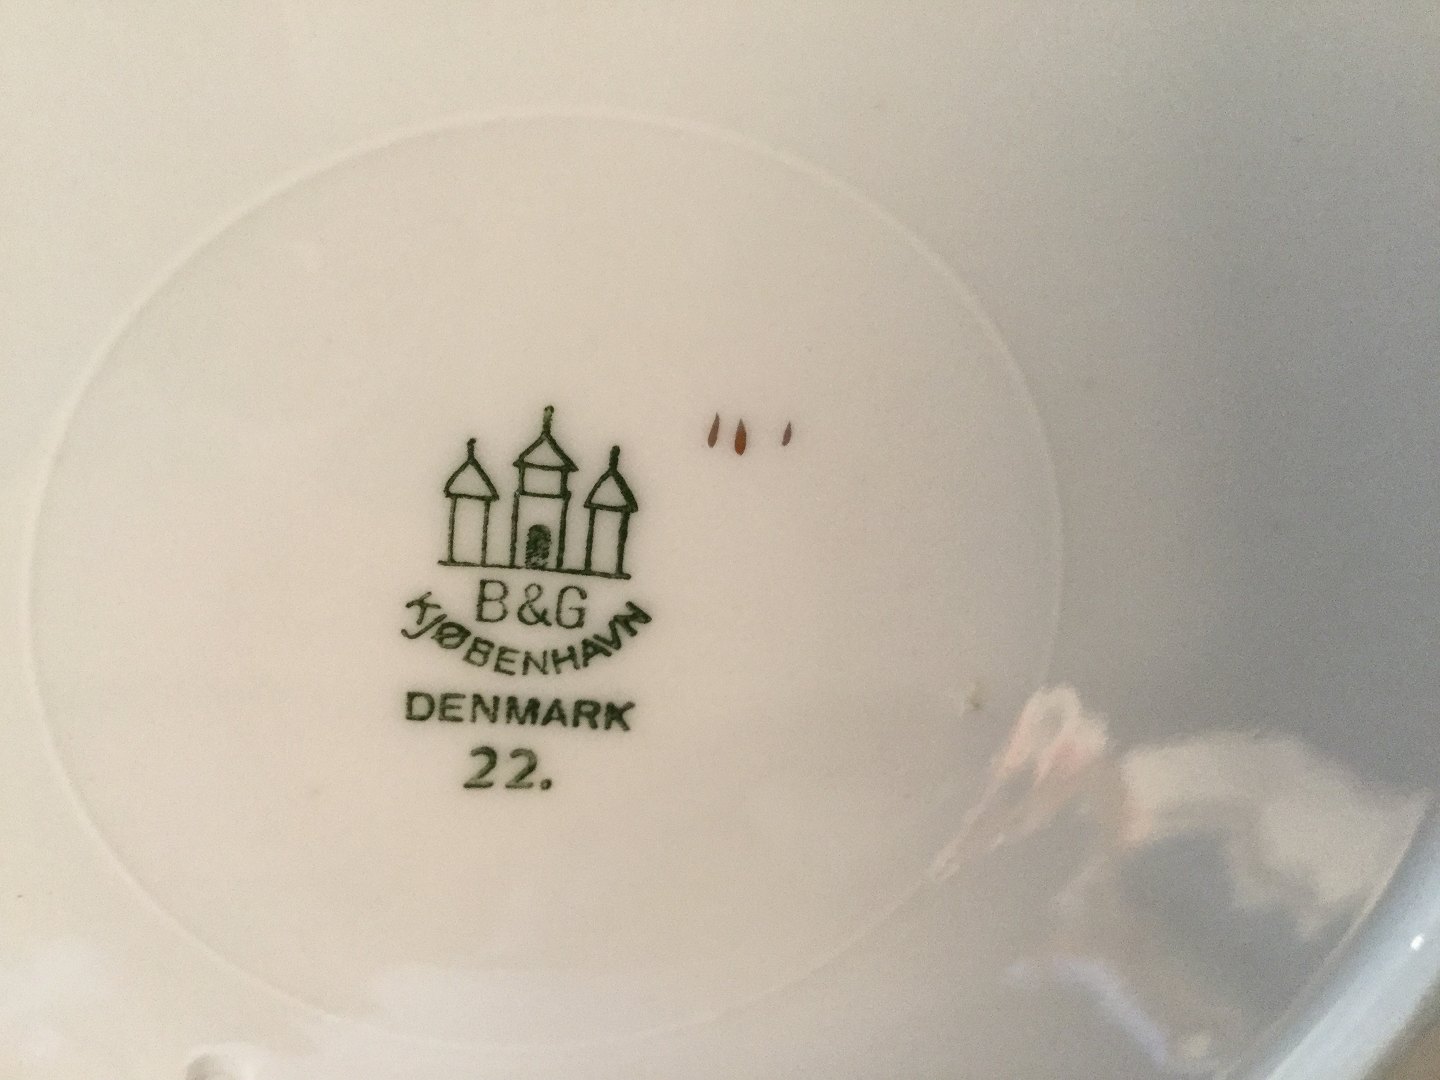 B&G
KJØBENHAVN
DENMARK
22.